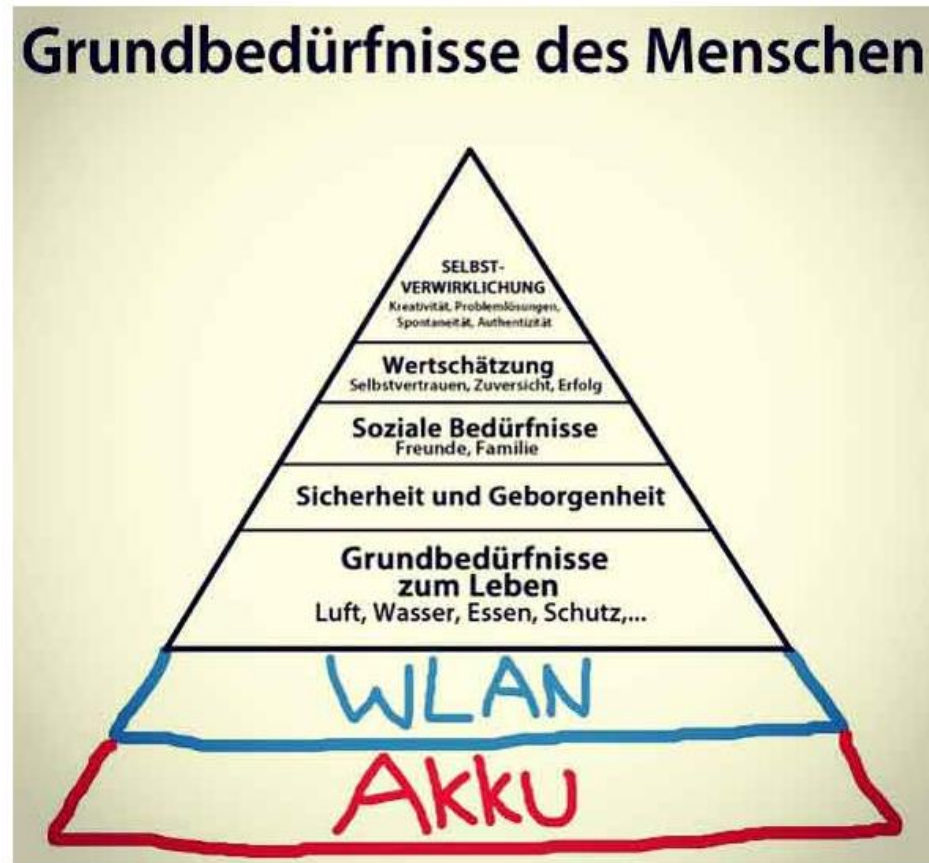 Grundbedürfnisse des Menschen
SELBST-
VERWIRKLICHUNG
Kreativität, Problemlösungen,
Spontaneität, Authentizität
Wertschätzung
Selbstvertrauen, Zuversicht, Erfolg
Soziale Bedürfnisse
Freunde, Familie
Sicherheit und Geborgenheit
Grundbedürfnisse
zum Leben
Luft, Wasser, Essen, Schutz,...
WLAN
AKKU